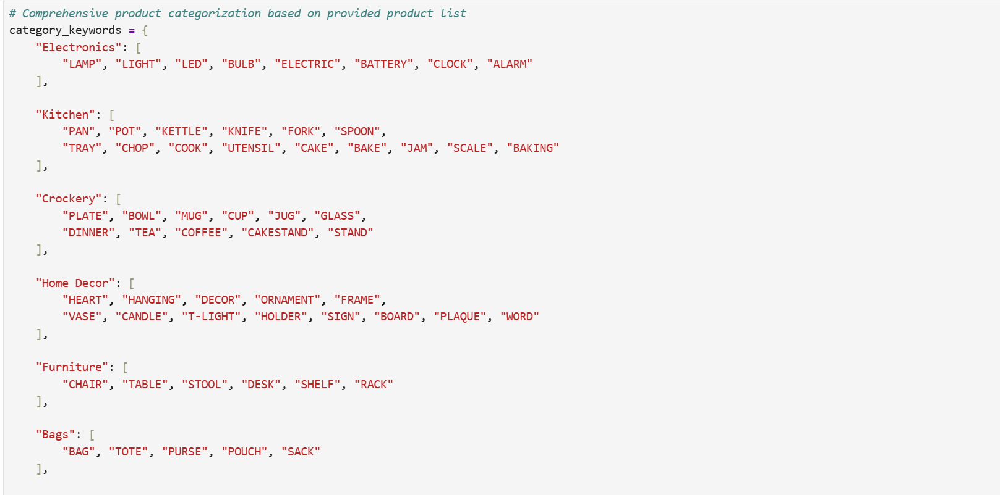 # Comprehensive product categorization based on provided product list
category_keywords = {
    "Electronics": [
        "LAMP", "LIGHT", "LED", "BULB", "ELECTRIC", "BATTERY", "CLOCK", "ALARM"
    ],
    "Kitchen": [
        "PAN", "POT", "KETTLE", "KNIFE", "FORK", "SPOON",
        "TRAY", "CHOP", "COOK", "UTENSIL", "CAKE", "BAKE", "JAM", "SCALE", "BAKING"
    ],
    "Crockery": [
        "PLATE", "BOWL", "MUG", "CUP", "JUG", "GLASS",
        "DINNER", "TEA", "COFFEE", "CAKESTAND", "STAND"
    ],
    "Home Decor": [
        "HEART", "HANGING", "DECOR", "ORNAMENT", "FRAME",
        "VASE", "CANDLE", "T-LIGHT", "HOLDER", "SIGN", "BOARD", "PLAQUE", "WORD"
    ],
    "Furniture": [
        "CHAIR", "TABLE", "STOOL", "DESK", "SHELF", "RACK"
    ],
    "Bags": [
        "BAG", "TOTE", "PURSE", "POUCH", "SACK"
    ],